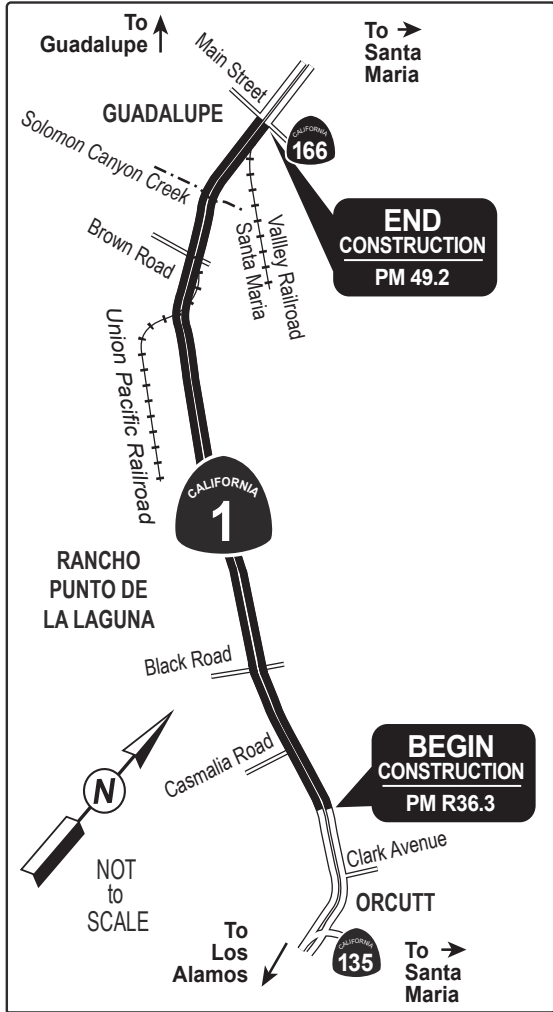 To
Guadalupe
To
Santa
Maria
Main Street
GUADALUPE
CALIFORNIA
166
Solomon Canyon Creek
END
CONSTRUCTION
PM 49.2
Brown Road
Vallley Railroad
Santa Maria
Union Pacific Railroad
CALIFORNIA
1
RANCHO
PUNTO DE
LA LAGUNA
Black Road
Casmalia Road
BEGIN
CONSTRUCTION
PM R36.3
N
NOT
to
SCALE
Clark Avenue
ORCUTT
To
Los
Alamos
CALIFORNIA
135
To
Santa
Maria